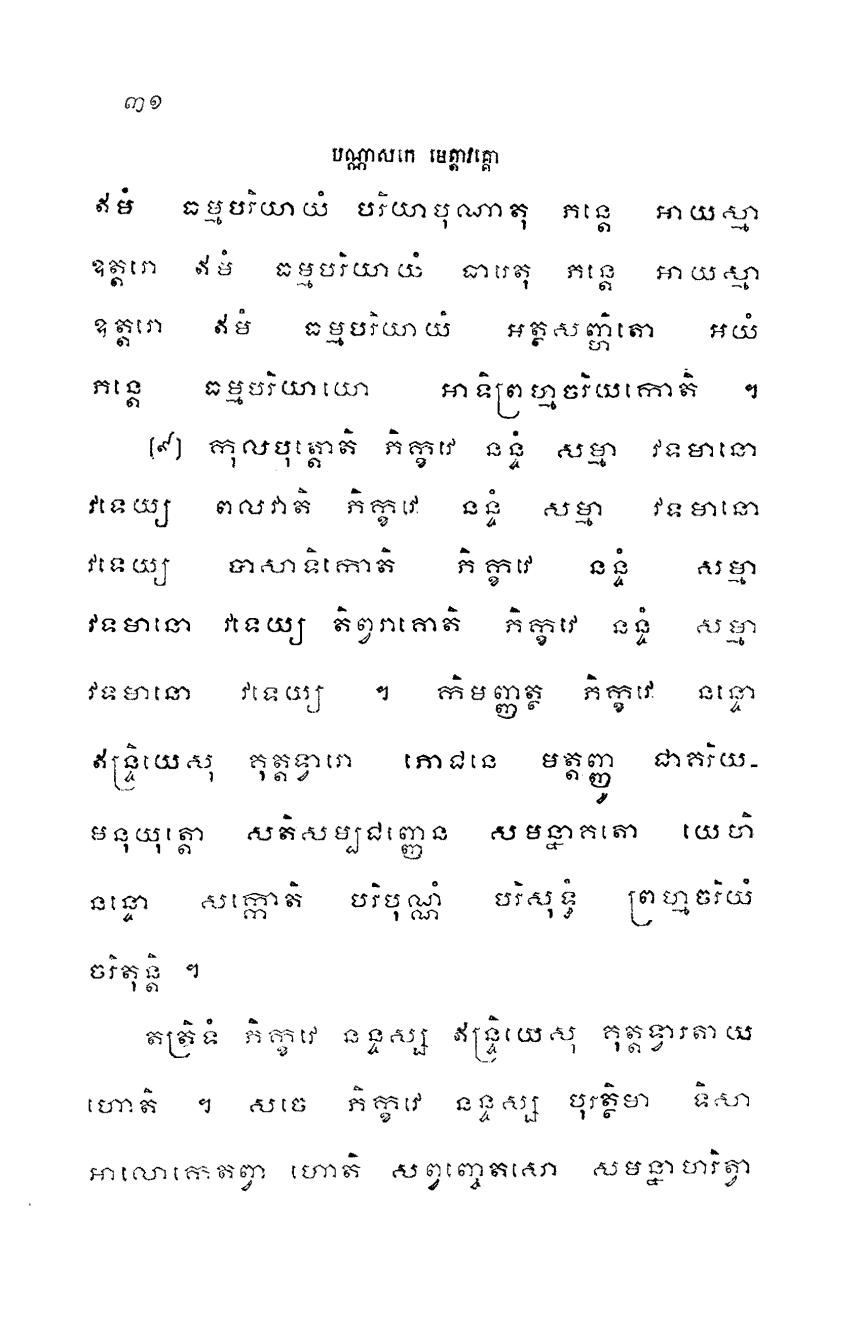 ៣១
បណ្ណាសកេ មេត្តាវគ្គោ
ឥមំ ធម្មបរិយាយំ បរិយាបុណាតុ ភន្តេ អាយស្មា
ឧត្តរោ ឥមំ ធម្មបរិយាយំ ធារេតុ ភន្តេ អាយស្មា
ឧត្តរោ ឥមំ ធម្មបរិយាយំ អត្ថសញ្ហិតោ អយំ
ភន្តេ ធម្មបរិយាយោ អាទិព្រហ្មចរិយកោតិ ។
(៩) កុលបុត្តោតិ ភិក្ខវេ នន្ទំ សម្មា វទមានោ
វទេយ្យ ពលវាតិ ភិក្ខវេ នន្ទំ សម្មា វទមានោ
វទេយ្យ បាសាទិកោតិ ភិក្ខវេ នន្ទំ សម្មា
វទមានោ វទេយ្យ តិព្វរាគោតិ ភិក្ខវេ នន្ទំ សម្មា
វទមានោ វទេយ្យ ។ កិមញ្ញត្ថ ភិក្ខវេ នន្ទោ
ឥន្ទ្រិយេសុ គុត្តទ្វារោ ភោជនេ មត្តញ្ញូ ជាគរិយ-
មនុយុត្តោ សតិសម្បជញ្ញេន សមន្នាគតោ យេហិ
នន្ទោ សក្កោតិ បរិបុណ្ណំ បរិសុទ្ធំ ព្រហ្មចរិយំ
ចរិតុន្តិ ។
តត្រិទំ ភិក្ខវេ នន្ទស្ស ឥន្ទ្រិយេសុ គុត្តទ្វារតាយ
ហោតិ ។ សចេ ភិក្ខវេ នន្ទស្ស បុរត្ថិមា ទិសា
អាលោកេតព្វា ហោតិ សព្វញ្ចេតសោ សមន្នាហរិត្វា